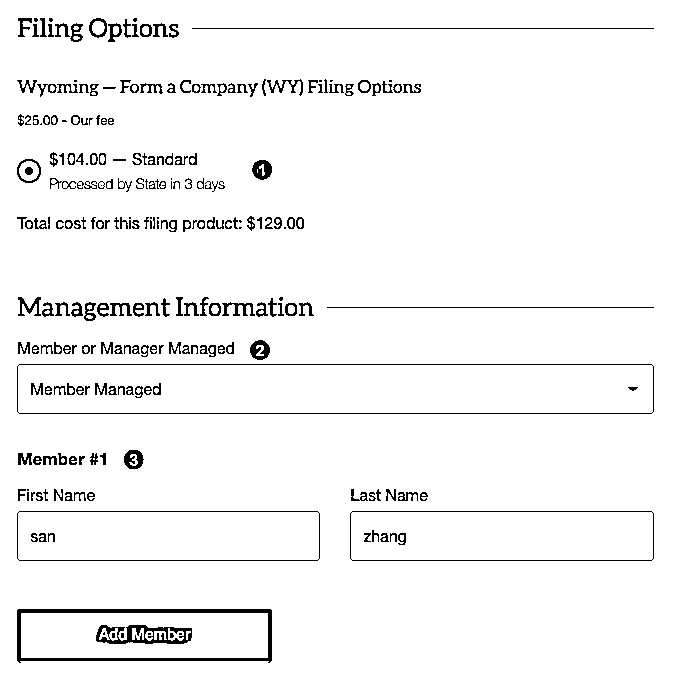 Filing Options
Wyoming — Form a Company (WY) Filing Options
$25.00 - Our fee
$104.00 — Standard 1
Processed by State in 3 days
Total cost for this filing product: $129.00
Management Information
Member or Manager Managed 2
Member Managed
Member #1 3
First Name Last Name
san zhang
Add Member